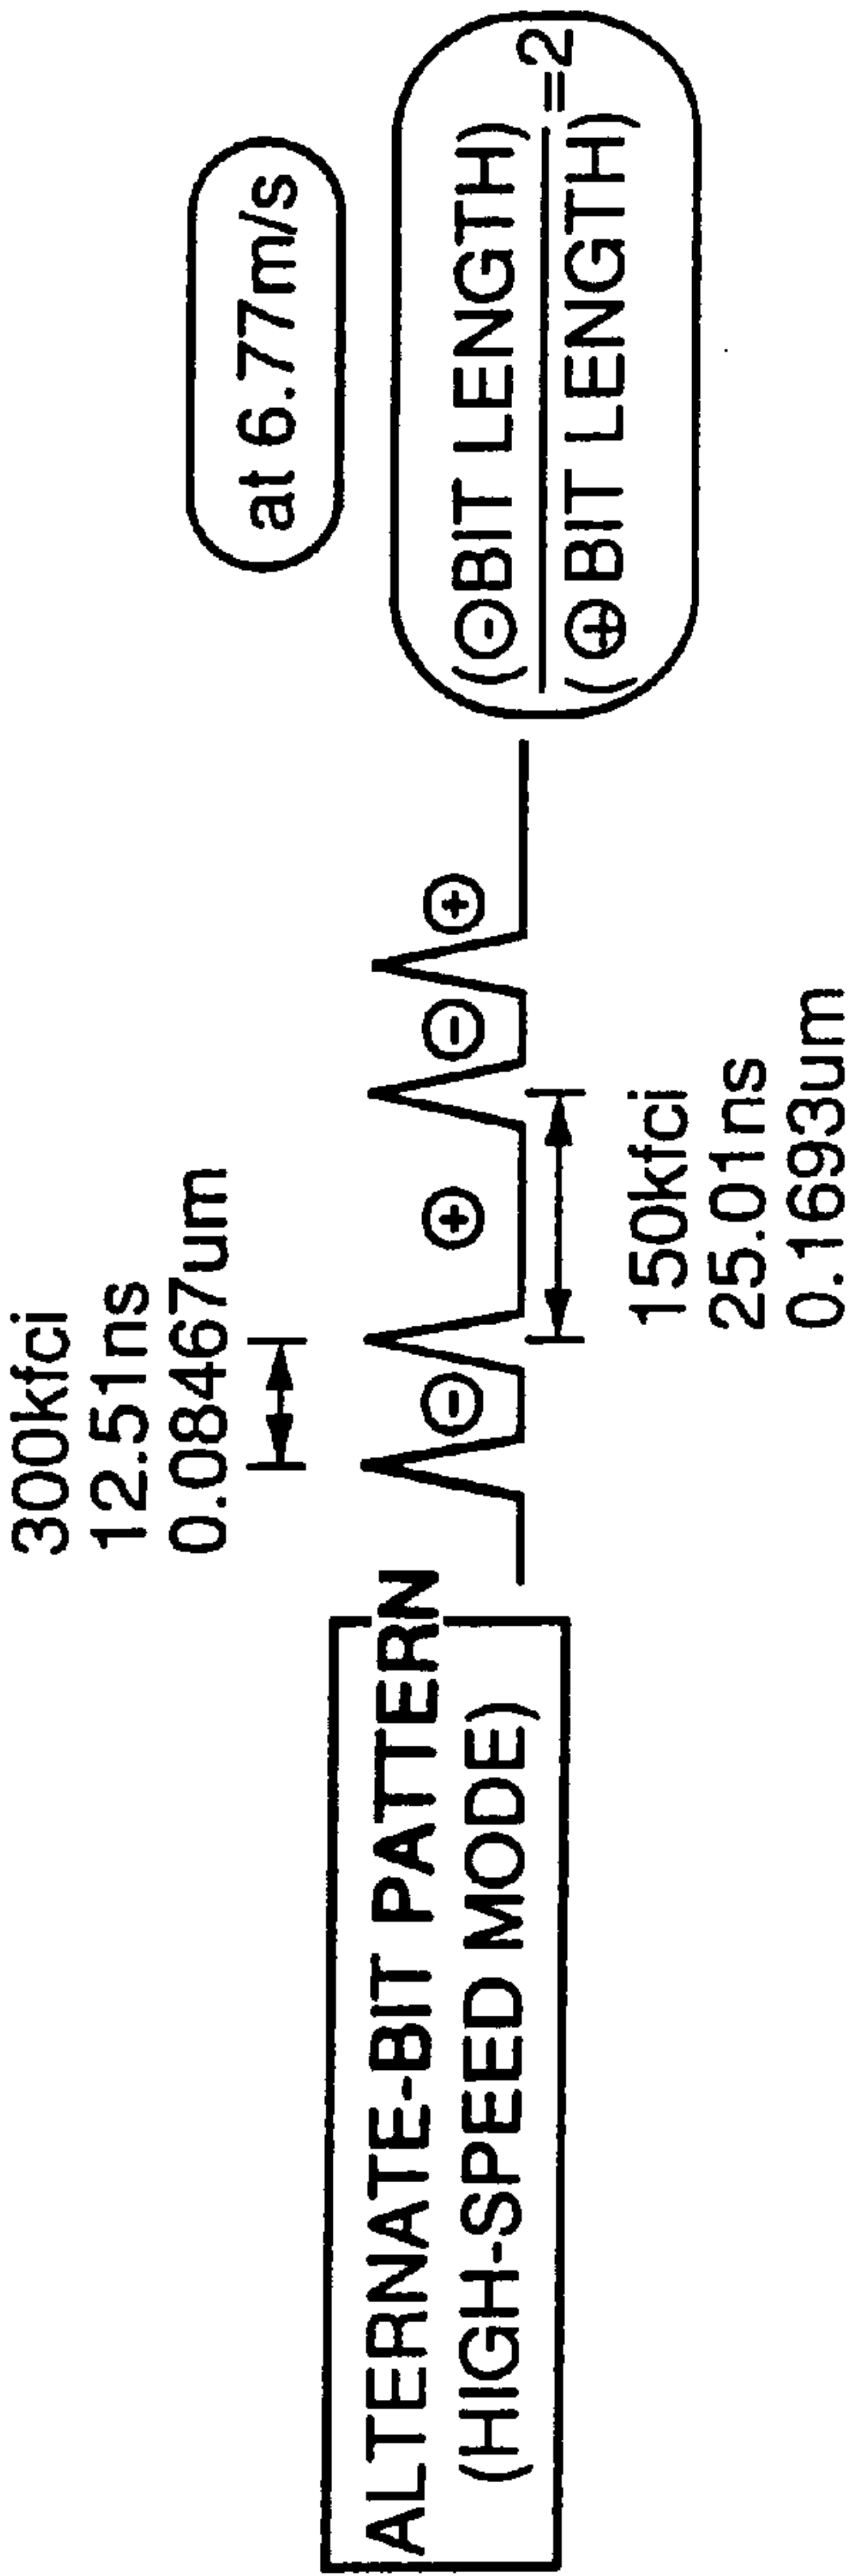 300kfci
12.51ns
0.08467um
at 6.77m/s
ALTERNATE-BIT PATTERN
(HIGH-SPEED MODE)
⊖ ⊕ ⊖ ⊕
(⊖BIT LENGTH)
(⊕ BIT LENGTH)
=2
150kfci
25.01ns
0.1693um